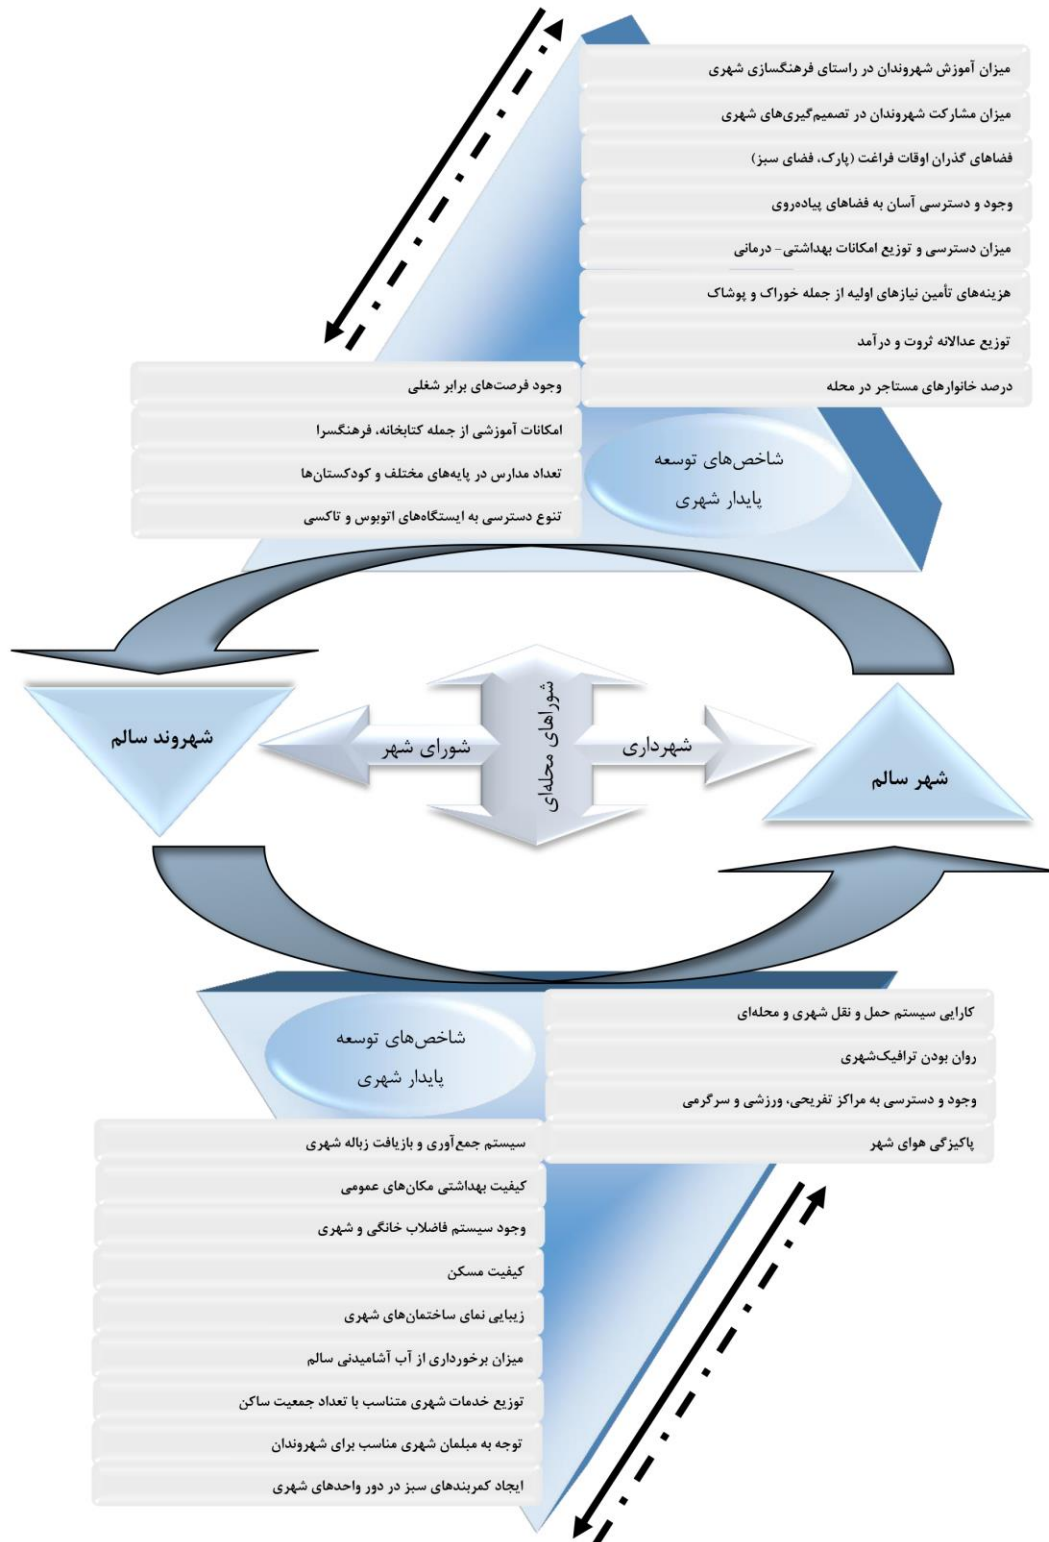 میزان آموزش شهروندان در راستای فرهنگسازی شهری
میزان مشارکت شهروندان در تصمیم‌گیری‌های شهری
فضاهای گذران اوقات فراغت (پارک، فضای سبز)
وجود و دسترسی آسان به فضاهای پیاده‌روی
میزان دسترسی و توزیع امکانات بهداشتی- درمانی
هزینه‌های تأمین نیازهای اولیه از جمله خوراک و پوشاک
توزیع عدالانه ثروت و درآمد
درصد خانوارهای مستاجر در محله
وجود فرصت‌های برابر شغلی
امکانات آموزشی از جمله کتابخانه، فرهنگسرا
تعداد مدارس در پایه‌های مختلف و کودکستان‌ها
تنوع دسترسی به ایستگاه‌های اتوبوس و تاکسی
شاخص‌های توسعه
پایدار شهری
شهر سالم
شهرداری
شوراهای محله‌ای
شورای شهر
شهروند سالم
شاخص‌های توسعه
پایدار شهری
کارایی سیستم حمل و نقل شهری و محله‌ای
روان بودن ترافیک‌شهری
وجود و دسترسی به مراکز تفریحی، ورزشی و سرگرمی
پاکیزگی هوای شهر
سیستم جمع‌آوری و بازیافت زباله شهری
کیفیت بهداشتی مکان‌های عمومی
وجود سیستم فاضلاب خانگی و شهری
کیفیت مسکن
زیبایی نمای ساختمان‌های شهری
میزان برخورداری از آب آشامیدنی سالم
توزیع خدمات شهری متناسب با تعداد جمعیت ساکن
توجه به مبلمان شهری مناسب برای شهروندان
ایجاد کمربندهای سبز در دور واحدهای شهری